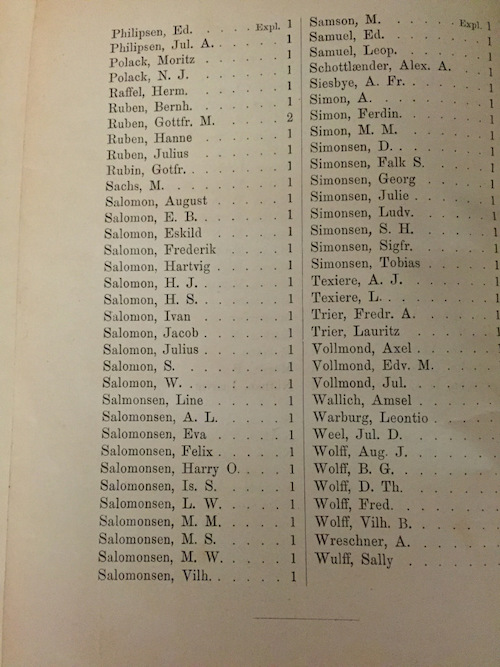 Philipsen, Ed. . . . . Expl. 1
Philipsen, Jul. A. . . . . . 1
Polack, Moritz . . . . . . 1
Polack, N. J. . . . . . . 1
Raffel, Herm. . . . . . . 1
Ruben, Bernh. . . . . . . 1
Ruben, Gottfr. M. . . . . . 2
Ruben, Hanne . . . . . . 1
Ruben, Julius . . . . . . 1
Rubin, Gotfr. . . . . . . 1
Sachs, M. . . . . . . . 1
Salomon, August . . . . . 1
Salomon, E. B. . . . . . . 1
Salomon, Eskild . . . . . 1
Salomon, Frederik . . . . 1
Salomon, Hartvig . . . . . 1
Salomon, H. J. . . . . . . 1
Salomon, H. S. . . . . . . 1
Salomon, Ivan . . . . . . 1
Salomon, Jacob . . . . . . 1
Salomon, Julius . . . . . . 1
Salomon, S. . . . . . . . 1
Salomon, W. . . . . . . . 1
Salmonsen, Line . . . . . 1
Salomonsen, A. L. . . . . . 1
Salomonsen, Eva . . . . . 1
Salomonsen, Felix . . . . . 1
Salomonsen, Harry O. . . . . 1
Salomonsen, Is. S. . . . . . 1
Salomonsen, L. W. . . . . . 1
Salomonsen, M. M. . . . . . 1
Salomonsen, M. S. . . . . . 1
Salomonsen, M. W. . . . . . 1
Salomonsen, Vilh. . . . . . 1
Samson, M. . . . . . Expl. 1
Samuel, Ed. . . . . . . . 1
Samuel, Leop. . . . . . . 1
Schottlænder, Alex. A. . . . . 1
Siesbye, A. Fr. . . . . . . 1
Simon, A. . . . . . . . 1
Simon, Ferdin. . . . . . . 1
Simon, M. M. . . . . . . 1
Simonsen, D. . . . . . . 1
Simonsen, Falk S. . . . . . 1
Simonsen, Georg . . . . . 1
Simonsen, Julie . . . . . . 1
Simonsen, Ludv. . . . . . 1
Simonsen, S. H. . . . . . 1
Simonsen, Sigfr. . . . . . 1
Simonsen, Tobias . . . . . 1
Texiere, A. J. . . . . . . 1
Texiere, L. . . . . . . . 1
Trier, Fredr. A. . . . . . 1
Trier, Lauritz . . . . . . 1
Vollmond, Axel . . . . . .
Vollmond, Edv. M. . . . . .
Vollmond, Jul. . . . . . .
Wallich, Amsel . . . . . .
Warburg, Leontio . . . . .
Weel, Jul. D. . . . . . .
Wolff, Aug. J. . . . . . .
Wolff, B. G. . . . . . .
Wolff, D. Th. . . . . . .
Wolff, Fred. . . . . . .
Wolff, Vilh. B. . . . . . .
Wreschner, A. . . . . . .
Wulff, Sally . . . . . .